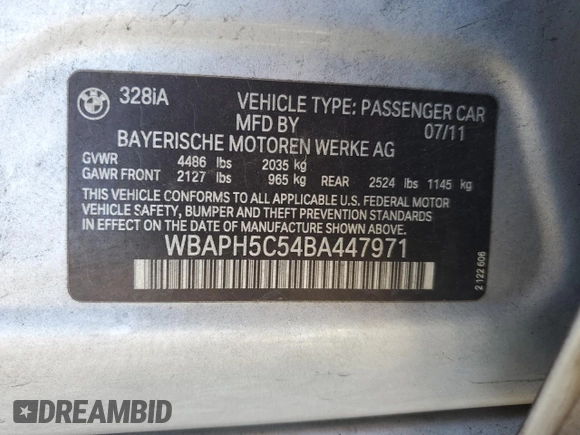 BMW
328iA
VEHICLE TYPE: PASSENGER CAR
MFD BY 07/11
BAYERISCHE MOTOREN WERKE AG
GVWR 4486 lbs 2035 kg
GAWR FRONT 2127 lbs 965 kg REAR 2524 lbs 1145 kg
THIS VEHICLE CONFORMS TO ALL APPLICABLE U.S. FEDERAL MOTOR
VEHICLE SAFETY, BUMPER AND THEFT PREVENTION STANDARDS
IN EFFECT ON THE DATE OF MANUFACTURE SHOWN ABOVE.
WBAPH5C54BA447971
2 122 606
DREAMBID